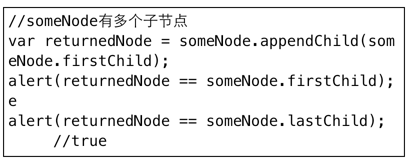 //someNode有多个子节点
var returnedNode = someNode.appendChild(som
eNode.firstChild);
alert(returnedNode == someNode.firstChild);
e
alert(returnedNode == someNode.lastChild);
//true